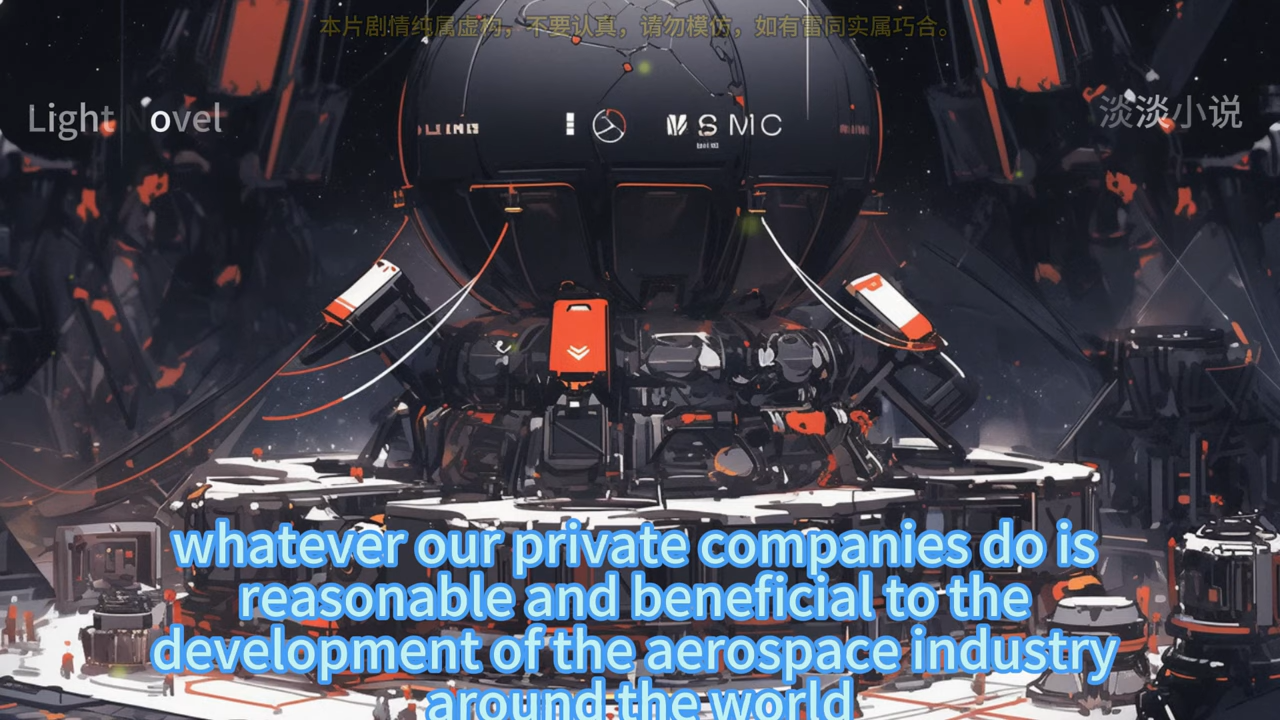 本片剧情纯属虚构，不要认真，请勿模仿，如有雷同实属巧合。
Light Novel
淡淡小说
SMC
whatever our private companies do is
reasonable and beneficial to the
development of the aerospace industry
around the world